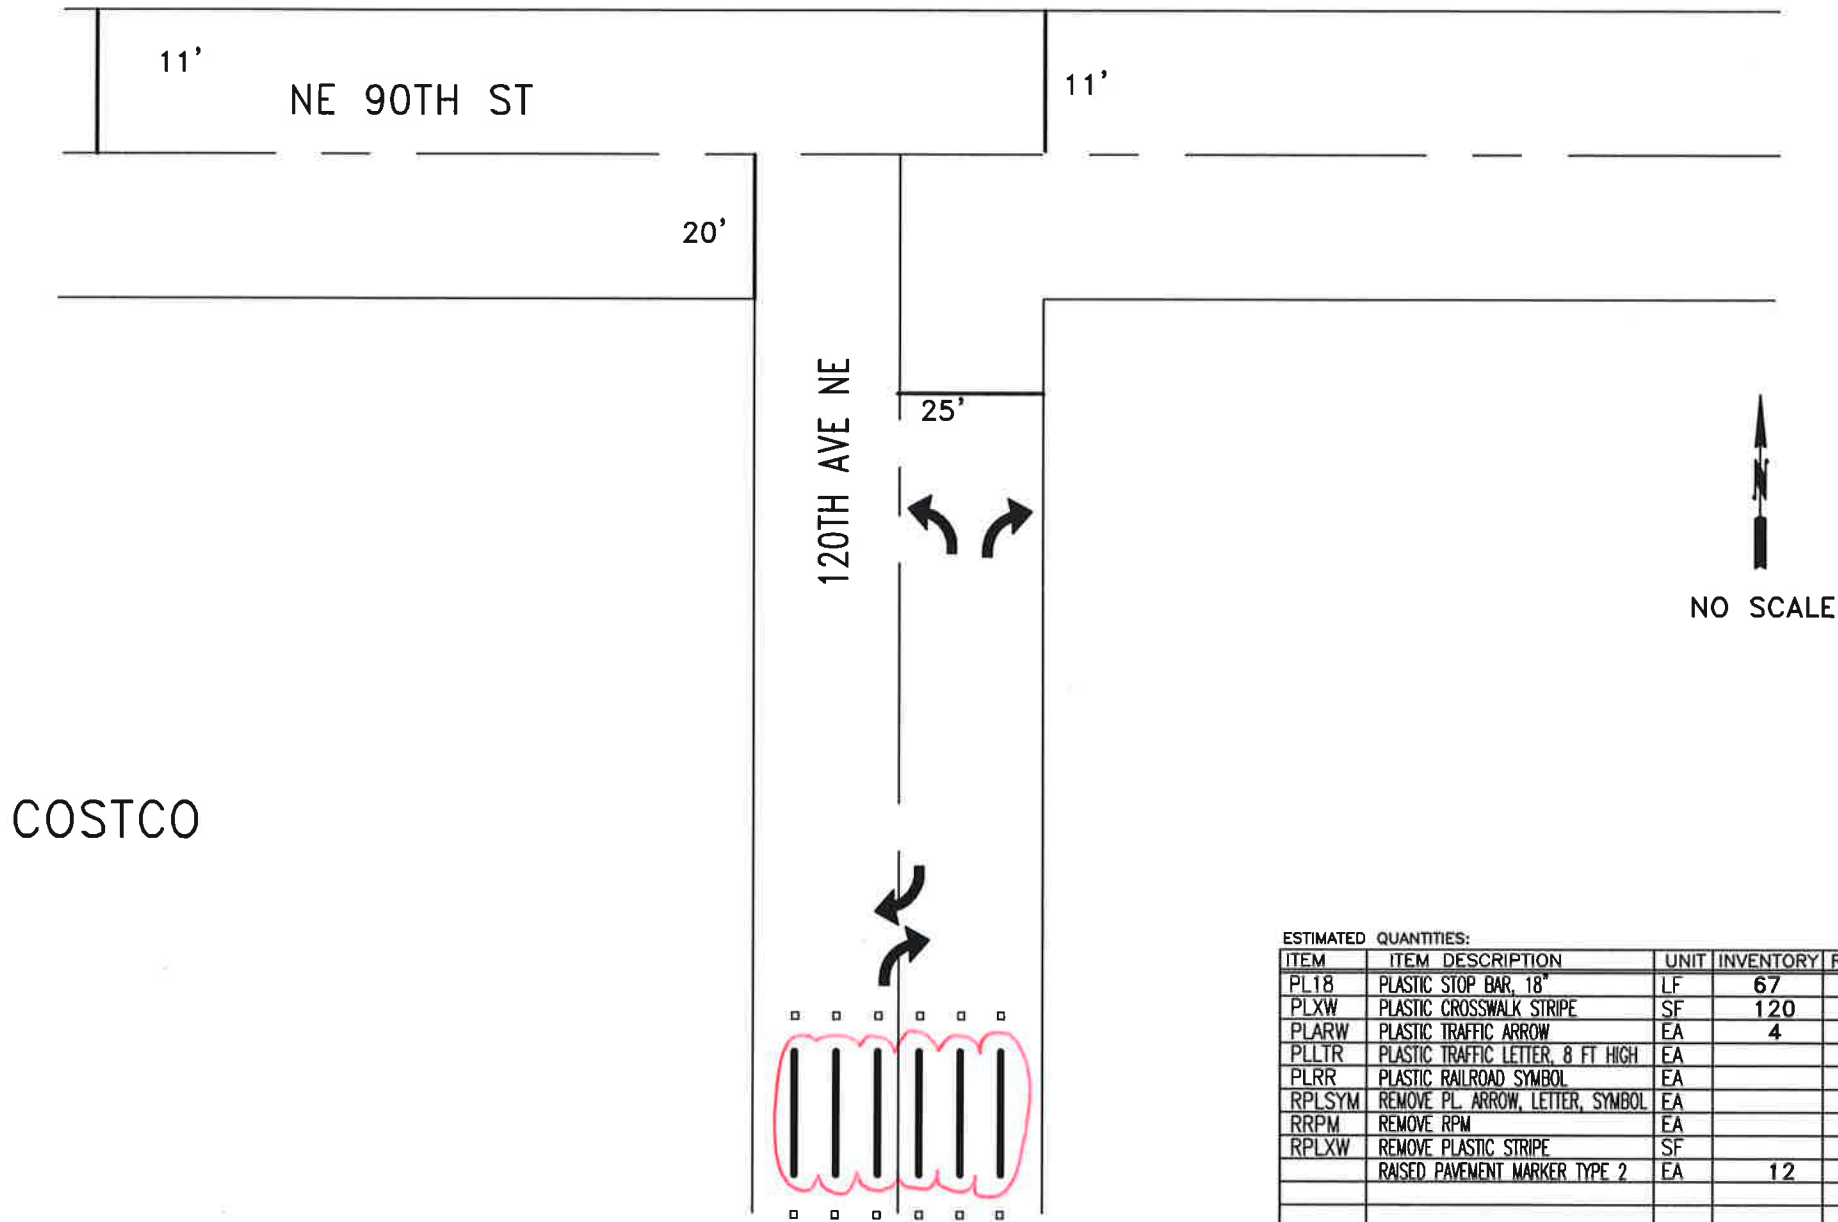 11'
NE 90TH ST
11'
20'
120TH AVE NE
25'
N
NO SCALE
COSTCO
ESTIMATED QUANTITIES:
ITEM ITEM DESCRIPTION UNIT INVENTORY
PL18 PLASTIC STOP BAR, 18" LF 67
PLXW PLASTIC CROSSWALK STRIPE SF 120
PLARW PLASTIC TRAFFIC ARROW EA 4
PLLTR PLASTIC TRAFFIC LETTER, 8 FT HIGH EA
PLRR PLASTIC RAILROAD SYMBOL EA
RPLSYM REMOVE PL. ARROW, LETTER, SYMBOL EA
RRPM REMOVE RPM EA
RPLXW REMOVE PLASTIC STRIPE SF
RAISED PAVEMENT MARKER TYPE 2 EA 12